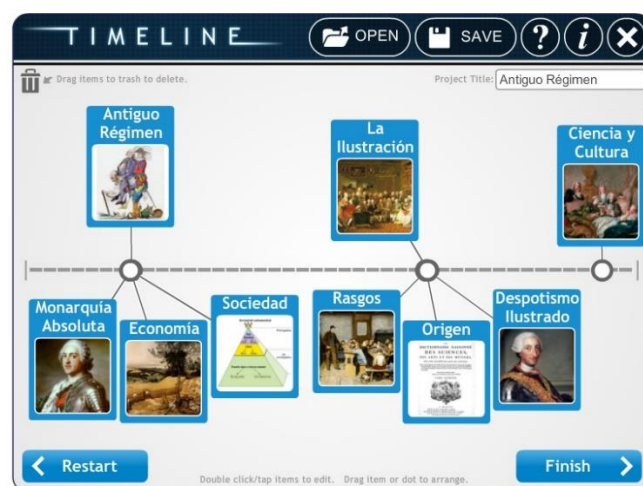 TIMELINE
OPEN
SAVE
?
i
X
Drag items to trash to delete.
Project Title: Antiguo Régimen
Antiguo
Régimen
La
Ilustración
Ciencia y
Cultura
Monarquía
Absoluta
Economía
Sociedad
Rasgos
Origen
DES SCIENCES,
Despotismo
Ilustrado
Restart
Double click/tap items to edit. Drag item or dot to arrange.
Finish